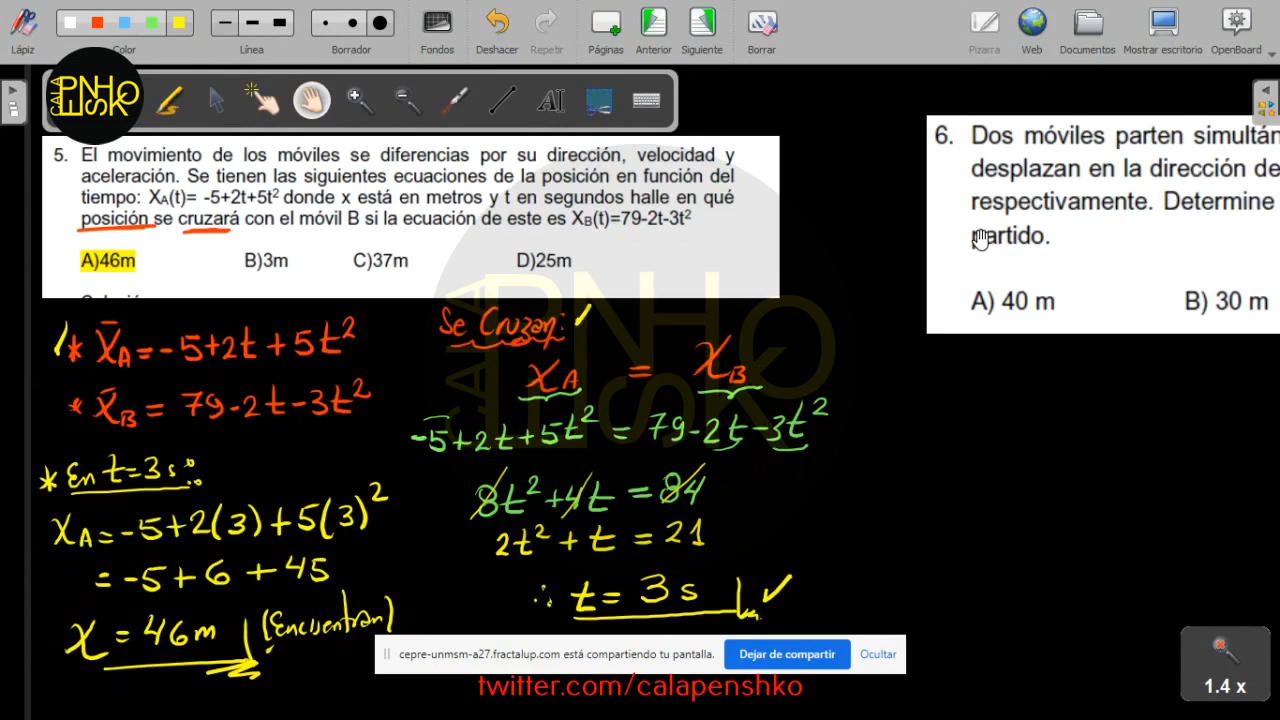 Lápiz
Color
Línea
Borrador
Fondos
Deshacer
Repetir
Páginas
Anterior
Siguiente
Borrar
Pizarra
Web
Documentos
Mostrar escritorio
OpenBoard
CALA
PENHO
SK
5. El movimiento de los móviles se diferencias por su dirección, velocidad y
aceleración. Se tienen las siguientes ecuaciones de la posición en función del
tiempo: XA(t)= -5+2t+5t² donde x está en metros y t en segundos halle en qué
posición se cruzará con el móvil B si la ecuación de este es XB(t)=79-2t-3t²
A)46m B)3m C)37m D)25m
6. Dos móviles parten simultán
desplazan en la dirección de
respectivamente. Determine
partido.
A) 40 m B) 30 m
* X̄A = -5+2t+5t²
* X̄B = 79-2t-3t²
* En t=3s:
XA = -5+2(3)+5(3)²
= -5+6+45
X = 46m (Encuentran)
Se Cruzan:
XA = XB
-5+2t+5t² = 79-2t-3t²
8t²+4t = 84
2t²+t = 21
∴ t = 3 s
cepre-unmsm-a27.fractalup.com está compartiendo tu pantalla.
Dejar de compartir
Ocultar
twitter.com/calapenshko
1.4 x